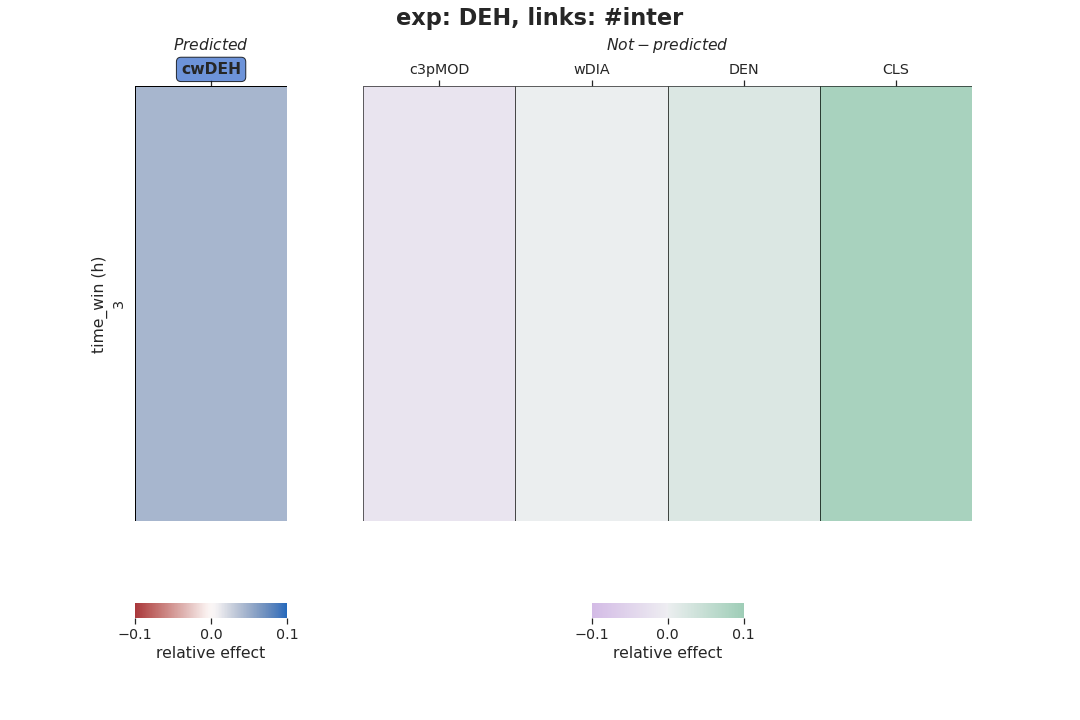 exp: DEH, links: #inter
Predicted
Not−predicted
cwDEH
c3pMOD
wDIA
DEN
CLS
time_win (h)
3
−0.1
0.0
0.1
relative effect
−0.1
0.0
0.1
relative effect